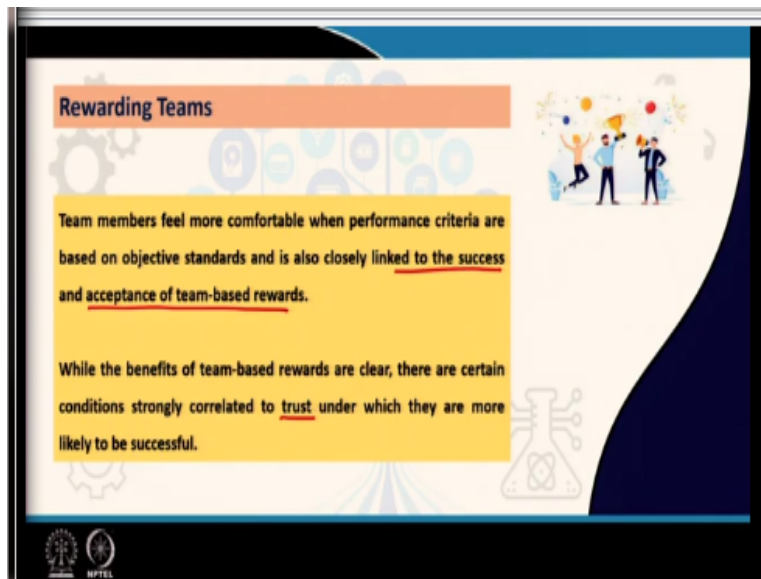 Rewarding Teams
Team members feel more comfortable when performance criteria are
based on objective standards and is also closely linked to the success
and acceptance of team-based rewards.
While the benefits of team-based rewards are clear, there are certain
conditions strongly correlated to trust under which they are more
likely to be successful.
NPTEL